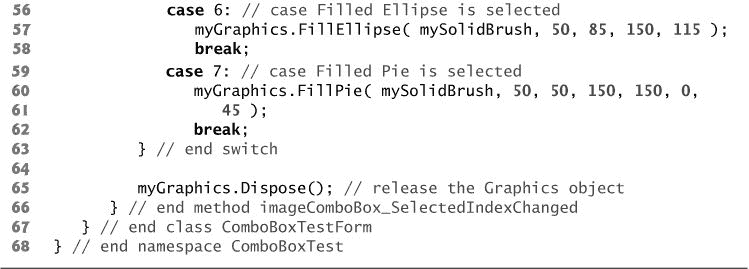 56 case 6: // case Filled Ellipse is selected
57 myGraphics.FillEllipse( mySolidBrush, 50, 85, 150, 115 );
58 break;
59 case 7: // case Filled Pie is selected
60 myGraphics.FillPie( mySolidBrush, 50, 50, 150, 150, 0,
61 45 );
62 break;
63 } // end switch
64
65 myGraphics.Dispose(); // release the Graphics object
66 } // end method imageComboBox_SelectedIndexChanged
67 } // end class ComboBoxTestForm
68 } // end namespace ComboBoxTest